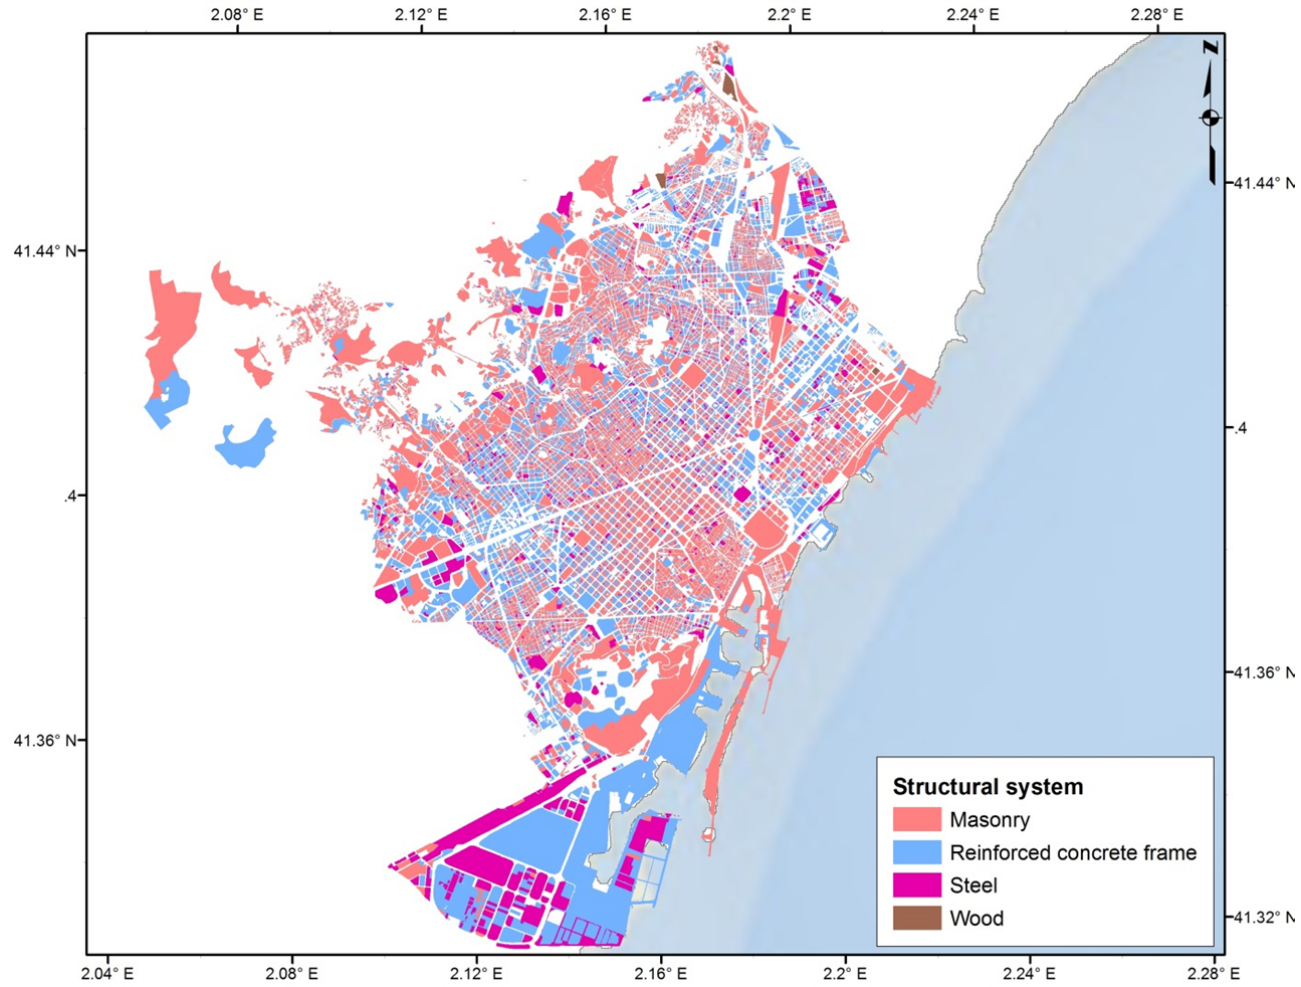 2.08° E 2.12° E 2.16° E 2.2° E 2.24° E 2.28° E
N
41.44° N
41.44° N
.4
.4
41.36° N
41.36° N
Structural system
Masonry
Reinforced concrete frame
Steel
Wood
41.32° N
2.04° E 2.08° E 2.12° E 2.16° E 2.2° E 2.24° E 2.28° E